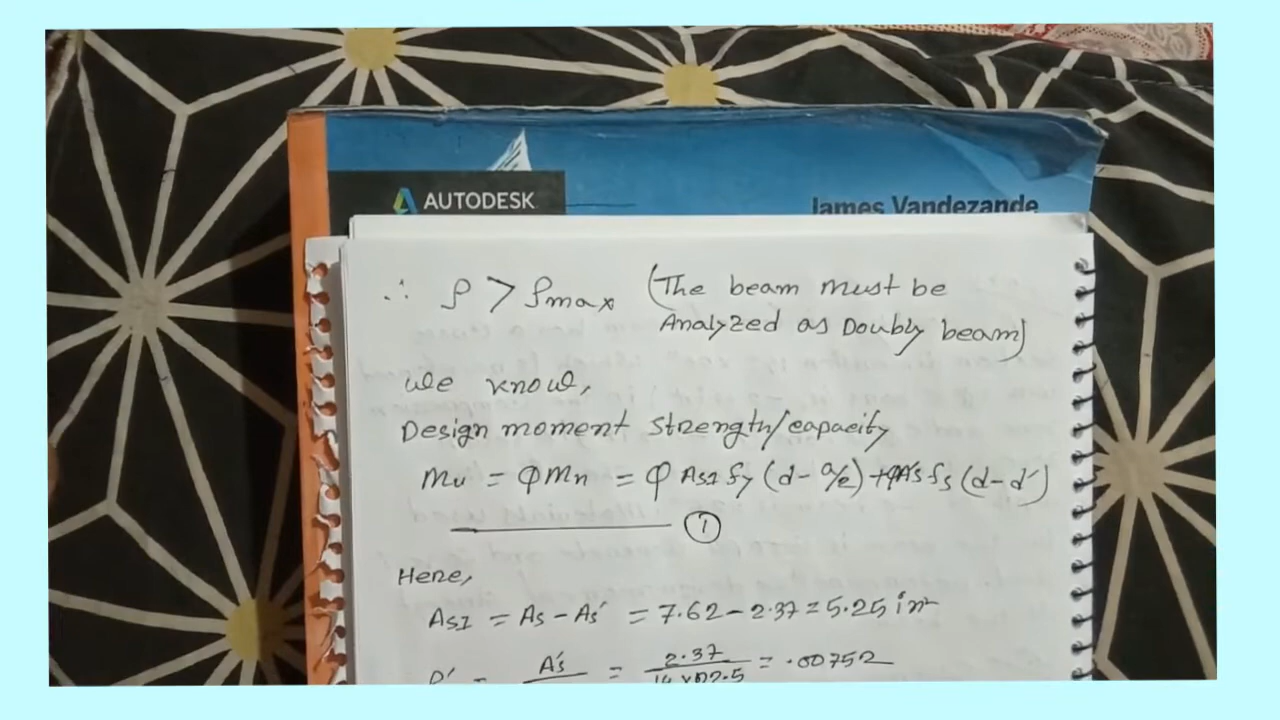 AUTODESK
James Vandezande
∴ ρ > ρmax (The beam must be
Analyzed as Doubly beam)
We know,
Design moment strength/capacity
Mu = φMn = φ As1 fy (d - a/2) + φA's fs (d-d')
①
Here,
As1 = As - As' = 7.62 - 2.37 = 5.25 in²
ρ' = A's = 2.37 = .00752